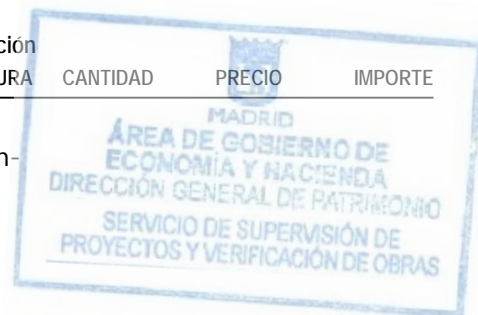 ción
URA CANTIDAD PRECIO IMPORTE
n-
MADRID
ÁREA DE GOBIERNO DE
ECONOMÍA Y HACIENDA
DIRECCIÓN GENERAL DE PATRIMONIO
SERVICIO DE SUPERVISIÓN DE
PROYECTOS Y VERIFICACIÓN DE OBRAS